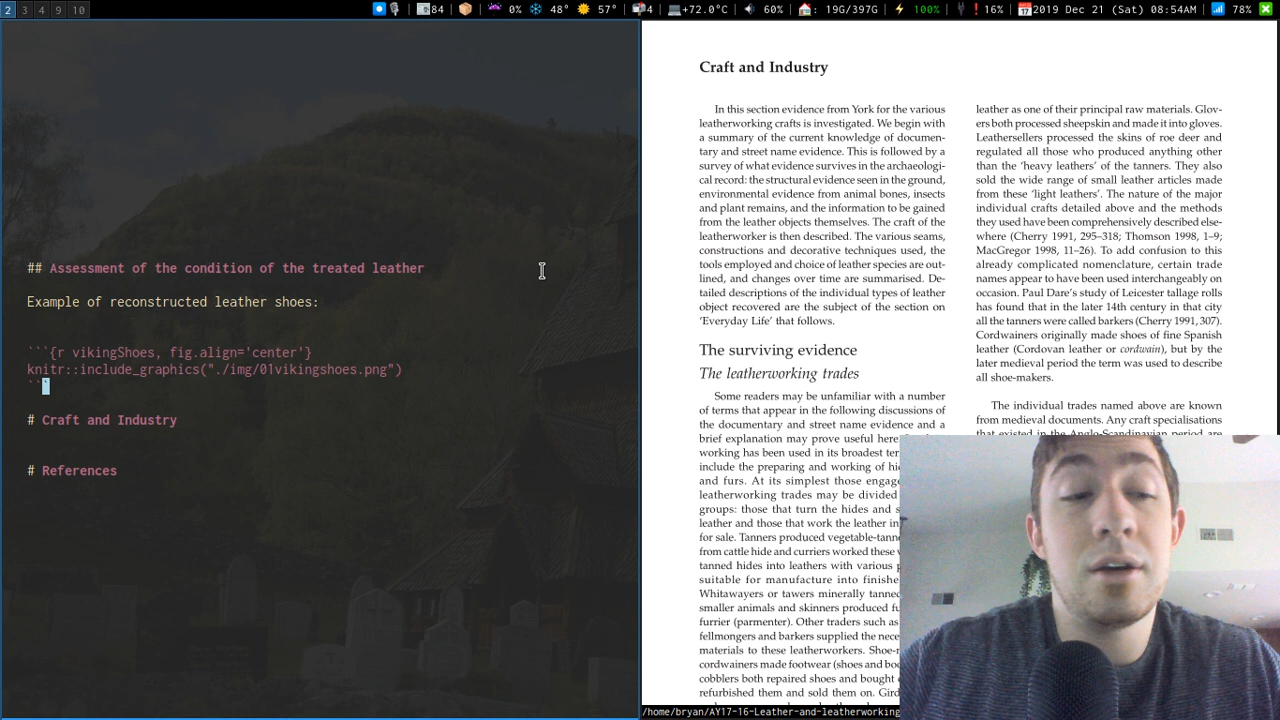 2 3 4 9 10
84 | 0% 48° 57° 4 | +72.0°C | 60% | : 19G/397G | 100% | 16% | 2019 Dec 21 (Sat) 08:54AM | 78%
## Assessment of the condition of the treated leather
Example of reconstructed leather shoes:
```{r vikingShoes, fig.align='center'}
knitr::include_graphics("./img/01vikingshoes.png")
```
# Craft and Industry
# References
Craft and Industry
In this section evidence from York for the various
leatherworking crafts is investigated. We begin with
a summary of the current knowledge of documen-
tary and street name evidence. This is followed by a
survey of what evidence survives in the archaeologi-
cal record: the structural evidence seen in the ground,
environmental evidence from animal bones, insects
and plant remains, and the information to be gained
from the leather objects themselves. The craft of the
leatherworker is then described. The various seams,
constructions and decorative techniques used, the
tools employed and choice of leather species are out-
lined, and changes over time are summarised. De-
tailed descriptions of the individual types of leather
object recovered are the subject of the section on
'Everyday Life' that follows.
The surviving evidence
The leatherworking trades
Some readers may be unfamiliar with a number
of terms that appear in the following discussions of
the documentary and street name evidence and a
brief explanation may prove useful here.
working has been used in its broadest
include the preparing and working of
and furs. At its simplest those
leatherworking trades may be divided
groups: those that turn the hides and
leather and those that work the leather
for sale. Tanners produced
from cattle hide and curriers worked these
tanned hides into leathers with various
suitable for manufacture into
Whitawayers or tawers minerally
smaller animals and skinners produced
furrier (parmenter). Other traders such as
fellmongers and barkers supplied the
materials to these leatherworkers.
cordwainers made footwear (shoes and
cobblers both repaired shoes and bought
refurbished them and sold them on.
leather as one of their principal raw materials. Glov-
ers both processed sheepskin and made it into gloves.
Leathersellers processed the skins of roe deer and
regulated all those who produced anything other
than the 'heavy leathers' of the tanners. They also
sold the wide range of small leather articles made
from these 'light leathers'. The nature of the major
individual crafts detailed above and the methods
they used have been comprehensively described else-
where (Cherry 1991, 295–318; Thomson 1998, 1–9;
MacGregor 1998, 11–26). To add confusion to this
already complicated nomenclature, certain trade
names appear to have been used interchangeably on
occasion. Paul Dare's study of Leicester tallage rolls
has found that in the later 14th century in that city
all the tanners were called barkers (Cherry 1991, 307).
Cordwainers originally made shoes of fine Spanish
leather (Cordovan leather or cordwain), but by the
later medieval period the term was used to describe
all shoe-makers.
The individual trades named above are known
from medieval documents. Any craft specialisations
that existed in the Anglo-Scandinavian period are
/home/bryan/AY17-16-Leather-and-leatherworking